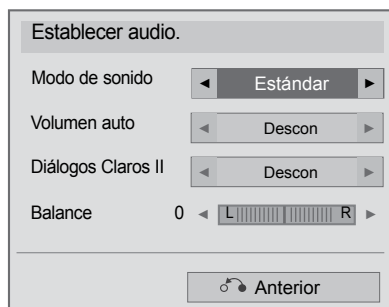 Establecer audio.
Modo de sonido ◄ Estándar ►
Volumen auto ◄ Descon ►
Diálogos Claros II ◄ Descon ►
Balance 0 ◄ L R ►
Anterior